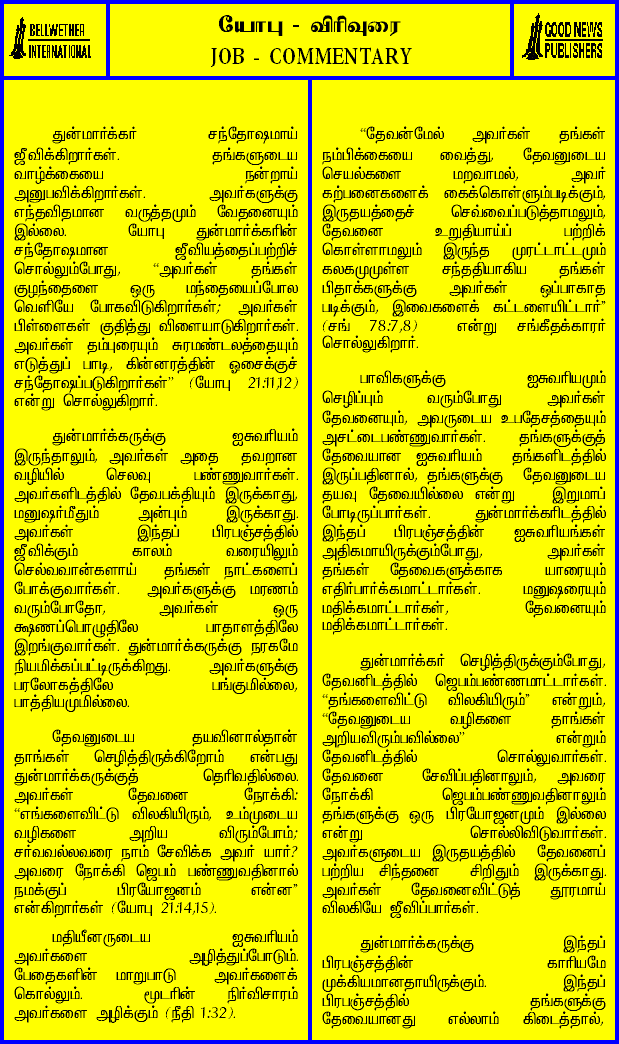 BELLWETHER
INTERNATIONAL
யோபு - விரிவுரை
JOB - COMMENTARY
GOOD NEWS
PUBLISHERS
துன்மார்க்கர் சந்தோஷமாய்
ஜீவிக்கிறார்கள். தங்களுடைய
வாழ்க்கையை நன்றாய்
அனுபவிக்கிறார்கள். அவர்களுக்கு
எந்தவிதமான வருத்தமும் வேதனையும்
இல்லை. யோபு துன்மார்க்கரின்
சந்தோஷமான ஜீவியத்தைப்பற்றிச்
சொல்லும்போது, “அவர்கள் தங்கள்
குழந்தைளை ஒரு மந்தையைப்போல
வெளியே போகவிடுகிறார்கள்; அவர்கள்
பிள்ளைகள் குதித்து விளையாடுகிறார்கள்.
அவர்கள் தம்புரையும் சுரமண்டலத்தையும்
எடுத்துப் பாடி, கின்னரத்தின் ஓசைக்குச்
சந்தோஷப்படுகிறார்கள்” (யோபு 21:11,12)
என்று சொல்லுகிறார்.
துன்மார்க்கருக்கு ஐசுவரியம்
இருந்தாலும், அவர்கள் அதை தவறான
வழியில் செலவு பண்ணுவார்கள்.
அவர்களிடத்தில் தேவபக்தியும் இருக்காது,
மனுஷர்மீதும் அன்பும் இருக்காது.
அவர்கள் இந்தப் பிரபஞ்சத்தில்
ஜீவிக்கும் காலம் வரையிலும்
செல்வவான்களாய் தங்கள் நாட்களைப்
போக்குவார்கள். அவர்களுக்கு மரணம்
வரும்போதோ, அவர்கள் ஒரு
க்ஷணப்பொழுதிலே பாதாளத்திலே
இறங்குவார்கள். துன்மார்க்கருக்கு நரகமே
நியமிக்கப்பட்டிருக்கிறது. அவர்களுக்கு
பரலோகத்திலே பங்குமில்லை,
பாத்தியமுமில்லை.
தேவனுடைய தயவினால்தான்
தாங்கள் செழித்திருக்கிறோம் என்பது
துன்மார்க்கருக்குத் தெரிவதில்லை.
அவர்கள் தேவனை நோக்கி:
“எங்களைவிட்டு விலகியிரும், உம்முடைய
வழிகளை அறிய விரும்போம்;
சர்வவல்லவரை நாம் சேவிக்க அவர் யார்?
அவரை நோக்கி ஜெபம் பண்ணுவதினால்
நமக்குப் பிரயோஜனம் என்ன”
என்கிறார்கள் (யோபு 21:14,15).
மதியீனருடைய ஐசுவரியம்
அவர்களை அழித்துப்போடும்.
பேதைகளின் மாறுபாடு அவர்களைக்
கொல்லும். மூடரின் நிர்விசாரம்
அவர்களை அழிக்கும் (நீதி 1:32).
“தேவன்மேல் அவர்கள் தங்கள்
நம்பிக்கையை வைத்து, தேவனுடைய
செயல்களை மறவாமல், அவர்
கற்பனைகளைக் கைக்கொள்ளும்படிக்கும்,
இருதயத்தைச் செவ்வைப்படுத்தாமலும்,
தேவனை உறுதியாய்ப் பற்றிக்
கொள்ளாமலும் இருந்த முரட்டாட்டமும்
கலகமுமுள்ள சந்ததியாகிய தங்கள்
பிதாக்களுக்கு அவர்கள் ஒப்பாகாத
படிக்கும், இவைகளைக் கட்டளையிட்டார்”
(சங் 78:7,8) என்று சங்கீதக்காரர்
சொல்லுகிறார்.
பாவிகளுக்கு ஐசுவரியமும்
செழிப்பும் வரும்போது அவர்கள்
தேவனையும், அவருடைய உபதேசத்தையும்
அசட்டைபண்ணுவார்கள். தங்களுக்குத்
தேவையான ஐசுவரியம் தங்களிடத்தில்
இருப்பதினால், தங்களுக்கு தேவனுடைய
தயவு தேவையில்லை என்று இறுமாப்
போடிருப்பார்கள். துன்மார்க்கரிடத்தில்
இந்தப் பிரபஞ்சத்தின் ஐசுவரியங்கள்
அதிகமாயிருக்கும்போது, அவர்கள்
தங்கள் தேவைகளுக்காக யாரையும்
எதிர்பார்க்கமாட்டார்கள். மனுஷரையும்
மதிக்கமாட்டார்கள், தேவனையும்
மதிக்கமாட்டார்கள்.
துன்மார்க்கர் செழித்திருக்கும்போது,
தேவனிடத்தில் ஜெபம்பண்ணமாட்டார்கள்.
“தங்களைவிட்டு விலகியிரும்” என்றும்,
“தேவனுடைய வழிகளை தாங்கள்
அறியவிரும்பவில்லை” என்றும்
தேவனிடத்தில் சொல்லுவார்கள்.
தேவனை சேவிப்பதினாலும், அவரை
நோக்கி ஜெபம்பண்ணுவதினாலும்
தங்களுக்கு ஒரு பிரயோஜனமும் இல்லை
என்று சொல்லிவிடுவார்கள்.
அவர்களுடைய இருதயத்தில் தேவனைப்
பற்றிய சிந்தனை சிறிதும் இருக்காது.
அவர்கள் தேவனைவிட்டுத் தூரமாய்
விலகியே ஜீவிப்பார்கள்.
துன்மார்க்கருக்கு இந்தப்
பிரபஞ்சத்தின் காரியமே
முக்கியமானதாயிருக்கும். இந்தப்
பிரபஞ்சத்தில் தங்களுக்கு
தேவையானது எல்லாம் கிடைத்தால்,